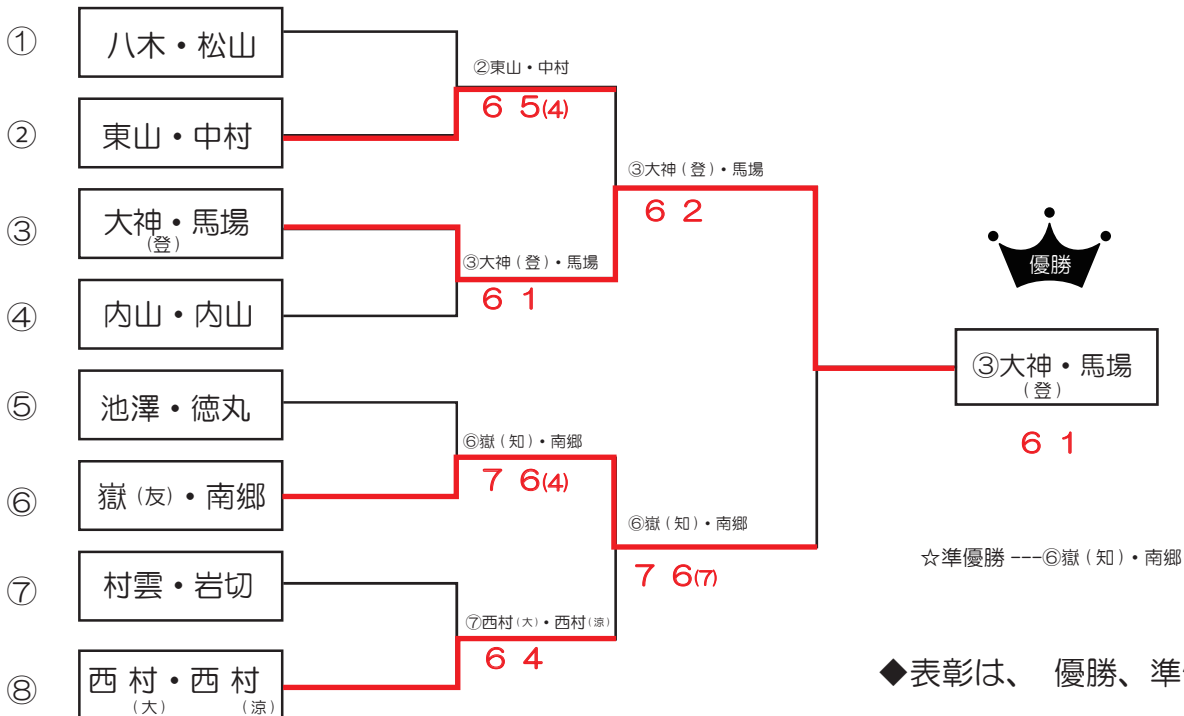 ① 八木・松山
②東山・中村
6 5(4)
② 東山・中村
③大神(登)・馬場
6 2
③ 大神・馬場
(登)
③大神(登)・馬場
6 1
④ 内山・内山
優勝
③大神・馬場
(登)
6 1
⑤ 池澤・徳丸
⑥嶽(知)・南郷
7 6(4)
⑥ 嶽(友)・南郷
⑥嶽(知)・南郷
7 6(7)
☆準優勝 ---⑥嶽(知)・南郷
⑦ 村雲・岩切
⑦西村(大)・西村(涼)
6 4
⑧ 西 村・西 村
(大) (涼)
◆表彰は、 優勝、準